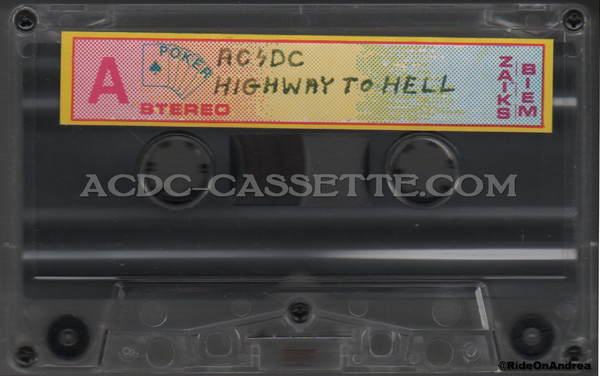 A
POKER
STEREO
AC⚡DC
HIGHWAY TO HELL
ZAIKS
BIEM
ACDC-CASSETTE.COM
©RideOnAndrea